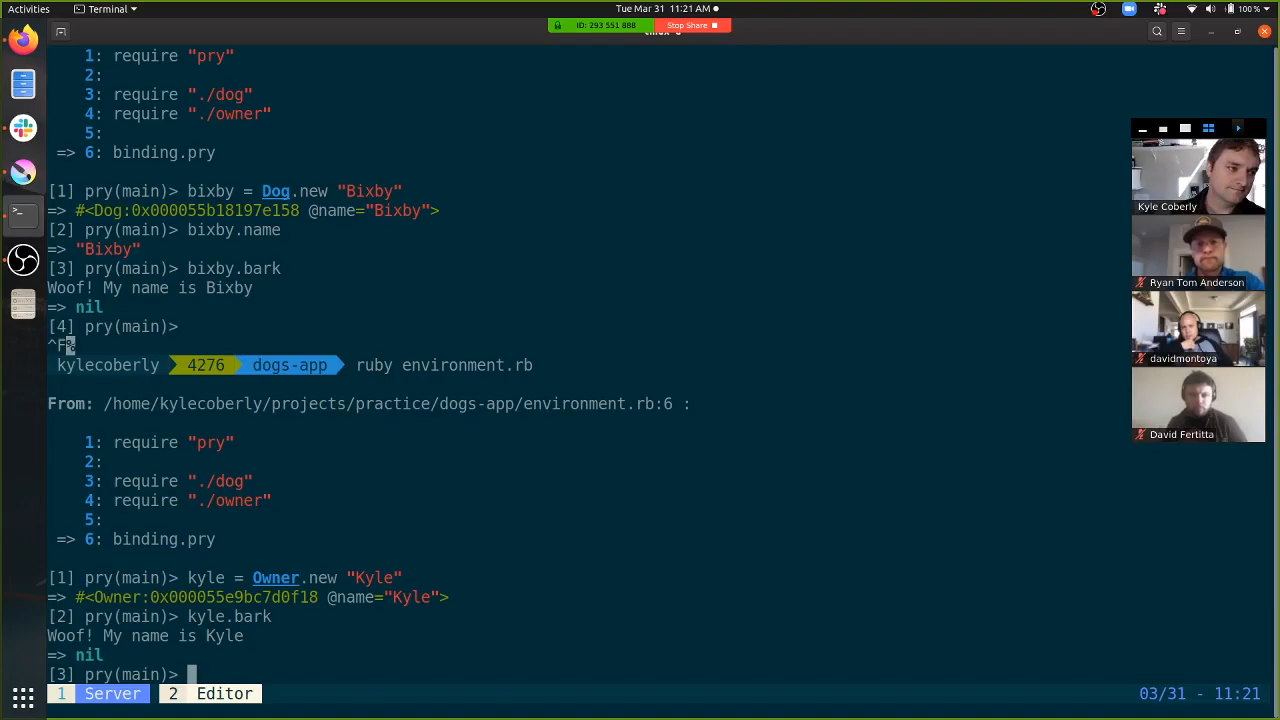 Activities
Terminal
Tue Mar 31 11:21 AM
100 %
ID: 293 551 888
Stop Share
1: require "pry"
2:
3: require "./dog"
4: require "./owner"
5:
=> 6: binding.pry
[1] pry(main)> bixby = Dog.new "Bixby"
=> #<Dog:0x000055b18197e158 @name="Bixby">
[2] pry(main)> bixby.name
=> "Bixby"
[3] pry(main)> bixby.bark
Woof! My name is Bixby
=> nil
[4] pry(main)>
kylecoberly 4276 dogs-app ruby environment.rb
From: /home/kylecoberly/projects/practice/dogs-app/environment.rb:6 :
1: require "pry"
2:
3: require "./dog"
4: require "./owner"
5:
=> 6: binding.pry
[1] pry(main)> kyle = Owner.new "Kyle"
=> #<Owner:0x000055e9bc7d0f18 @name="Kyle">
[2] pry(main)> kyle.bark
Woof! My name is Kyle
=> nil
[3] pry(main)>
1 Server 2 Editor
03/31 - 11:21
Kyle Coberly
Ryan Tom Anderson
davidmontoya
David Fertitta